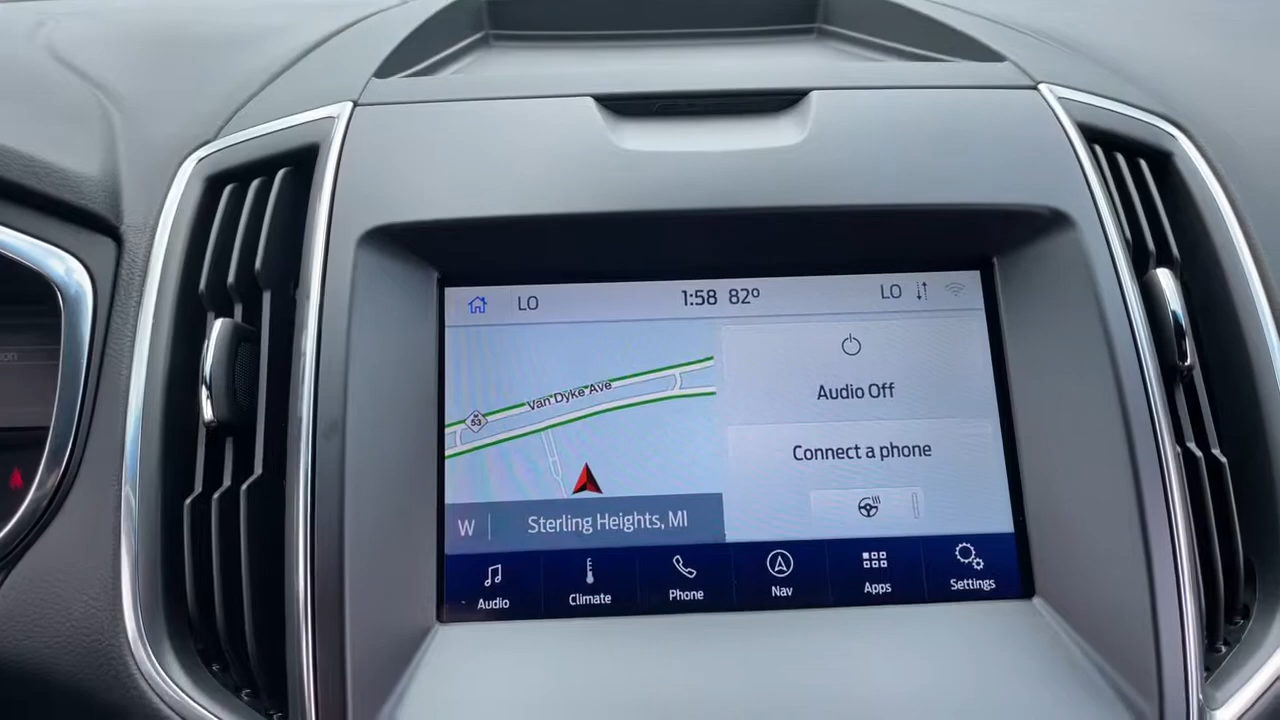 LO
1:58 82º
LO
Van Dyke Ave
M
53
Audio Off
Connect a phone
W
Sterling Heights, MI
Audio
Climate
Phone
Nav
Apps
Settings